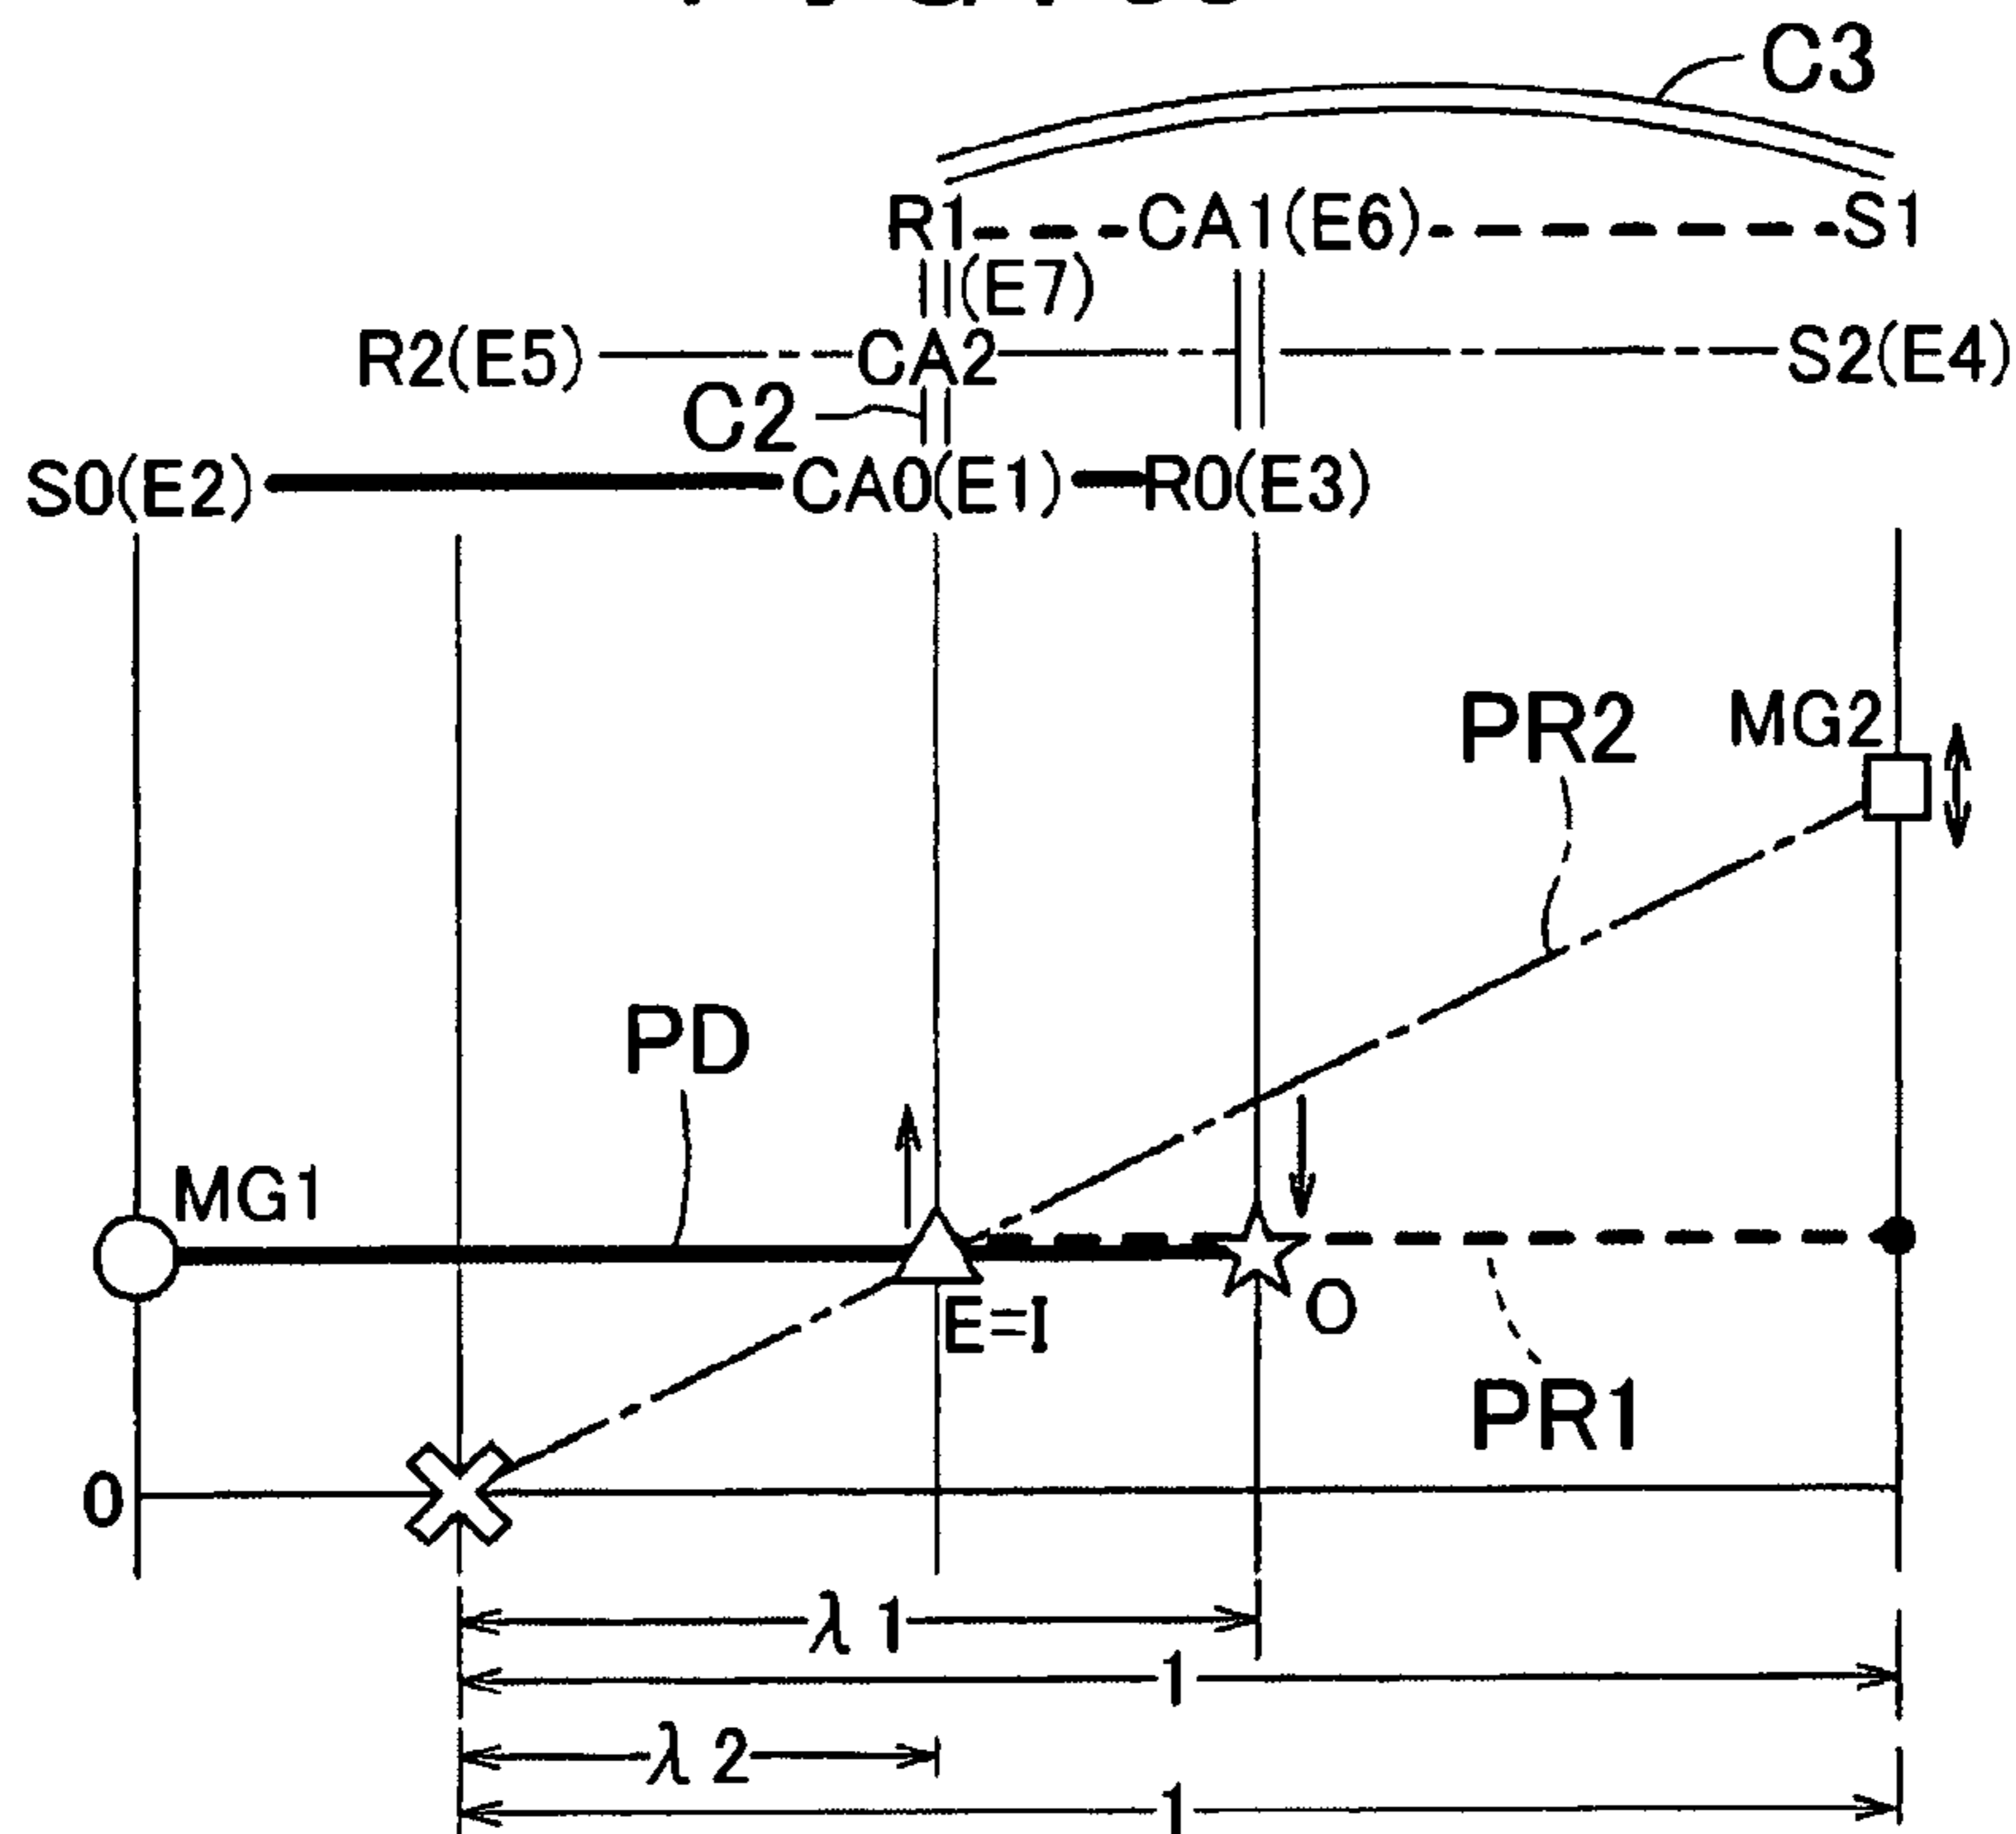 C3
R1 CA1(E6) S1
(E7)
R2(E5) CA2 S2(E4)
C2
S0(E2) CA0(E1) R0(E3)
PR2 MG2
PD
MG1
E=I O
PR1
0
λ1
1
λ2
1